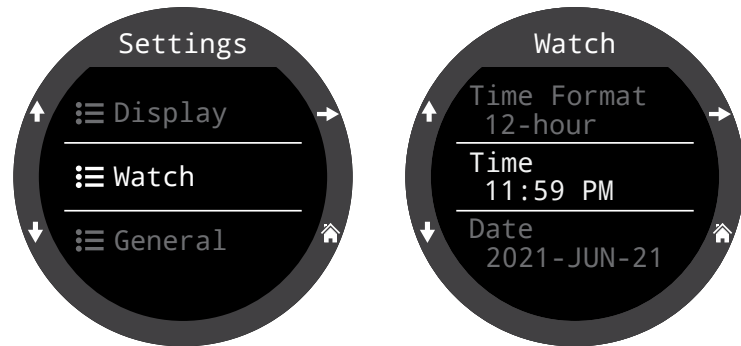 Settings
Display
Watch
General
Watch
Time Format
12-hour
Time
11:59 PM
Date
2021-JUN-21